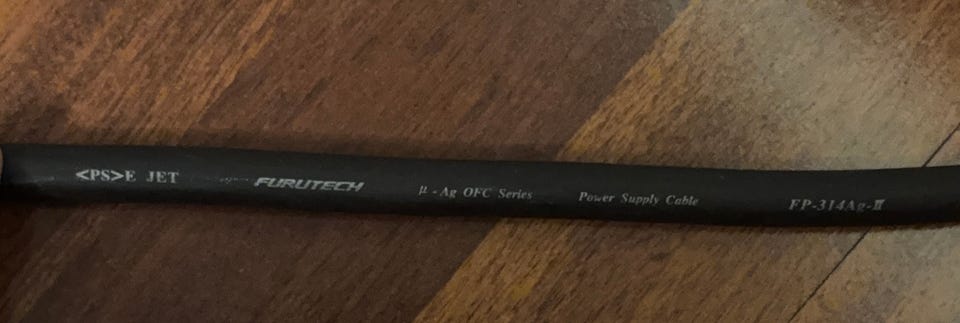 <PS>E JET FURUTECH μ-Ag OFC Series Power Supply Cable FP-314Ag-Ⅱ